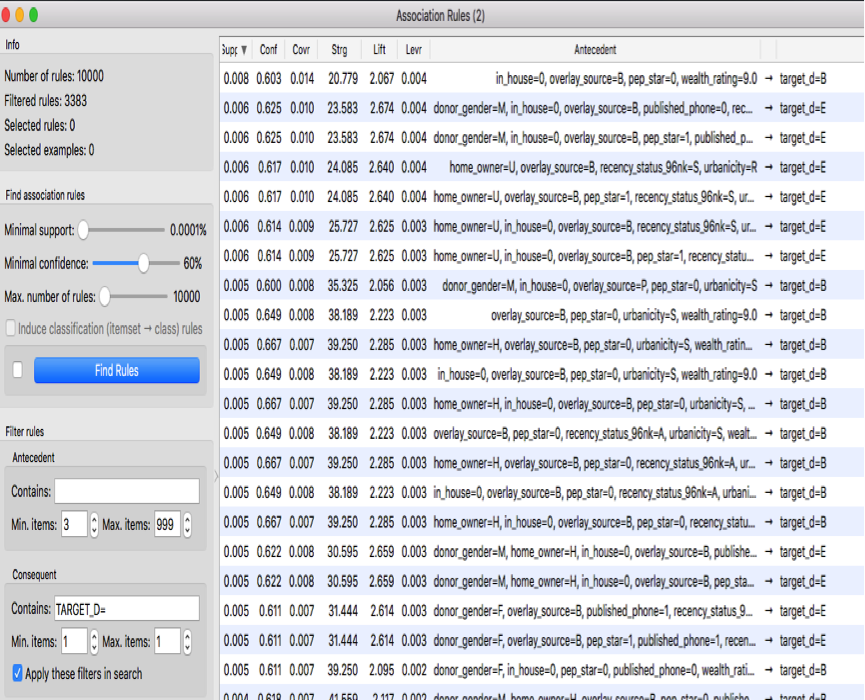 Association Rules (2)
Info
Number of rules: 10000
Filtered rules: 3383
Selected rules: 0
Selected examples: 0
Find association rules
Minimal support: 0.0001%
Minimal confidence: 60%
Max. number of rules: 10000
Induce classification (itemset → class) rules
Find Rules
Filter rules
Antecedent
Contains:
Min. items: 3 Max. items: 999
Consequent
Contains: TARGET_D=
Min. items: 1 Max. items: 1
Apply these filters in search
Supp ▼ Conf Covr Strg Lift Levr Antecedent
0.008 0.603 0.014 20.779 2.067 0.004 in_house=0, overlay_source=B, pep_star=0, wealth_rating=9.0 → target_d=B
0.006 0.625 0.010 23.583 2.674 0.004 donor_gender=M, in_house=0, overlay_source=B, published_phone=0, rec... → target_d=E
0.006 0.625 0.010 23.583 2.674 0.004 donor_gender=M, in_house=0, overlay_source=B, pep_star=1, published_p... → target_d=E
0.006 0.617 0.010 24.085 2.640 0.004 home_owner=U, overlay_source=B, recency_status_96nk=S, urbanicity=R → target_d=E
0.006 0.617 0.010 24.085 2.640 0.004 home_owner=U, overlay_source=B, pep_star=1, recency_status_96nk=S, ur... → target_d=E
0.006 0.614 0.009 25.727 2.625 0.003 home_owner=U, in_house=0, overlay_source=B, recency_status_96nk=S, ur... → target_d=E
0.006 0.614 0.009 25.727 2.625 0.003 home_owner=U, in_house=0, overlay_source=B, pep_star=1, recency_statu... → target_d=E
0.005 0.600 0.008 35.325 2.056 0.003 donor_gender=M, in_house=0, overlay_source=P, pep_star=0, urbanicity=S → target_d=B
0.005 0.649 0.008 38.189 2.223 0.003 overlay_source=B, pep_star=0, urbanicity=S, wealth_rating=9.0 → target_d=B
0.005 0.667 0.007 39.250 2.285 0.003 home_owner=H, overlay_source=B, pep_star=0, urbanicity=S, wealth_ratin... → target_d=B
0.005 0.649 0.008 38.189 2.223 0.003 in_house=0, overlay_source=B, pep_star=0, urbanicity=S, wealth_rating=9.0 → target_d=B
0.005 0.667 0.007 39.250 2.285 0.003 home_owner=H, in_house=0, overlay_source=B, pep_star=0, urbanicity=S, ... → target_d=B
0.005 0.649 0.008 38.189 2.223 0.003 overlay_source=B, pep_star=0, recency_status_96nk=A, urbanicity=S, wealt... → target_d=B
0.005 0.667 0.007 39.250 2.285 0.003 home_owner=H, overlay_source=B, pep_star=0, recency_status_96nk=A, ur... → target_d=B
0.005 0.649 0.008 38.189 2.223 0.003 in_house=0, overlay_source=B, pep_star=0, recency_status_96nk=A, urbani... → target_d=B
0.005 0.667 0.007 39.250 2.285 0.003 home_owner=H, in_house=0, overlay_source=B, pep_star=0, recency_statu... → target_d=B
0.005 0.622 0.008 30.595 2.659 0.003 donor_gender=M, home_owner=H, in_house=0, overlay_source=B, publishe... → target_d=E
0.005 0.622 0.008 30.595 2.659 0.003 donor_gender=M, home_owner=H, in_house=0, overlay_source=B, pep_sta... → target_d=E
0.005 0.611 0.007 31.444 2.614 0.003 donor_gender=F, overlay_source=B, published_phone=1, recency_status_9... → target_d=E
0.005 0.611 0.007 31.444 2.614 0.003 donor_gender=F, overlay_source=B, pep_star=1, published_phone=1, recen... → target_d=E
0.005 0.611 0.007 39.250 2.095 0.002 donor_gender=F, in_house=0, pep_star=0, published_phone=0, wealth_rati... → target_d=B
0.004 0.618 0.007 41.559 2.117 0.002 donor_gender=M, home_owner=H, overlay_source=B, pep_star=0, publishe... → target_d=B